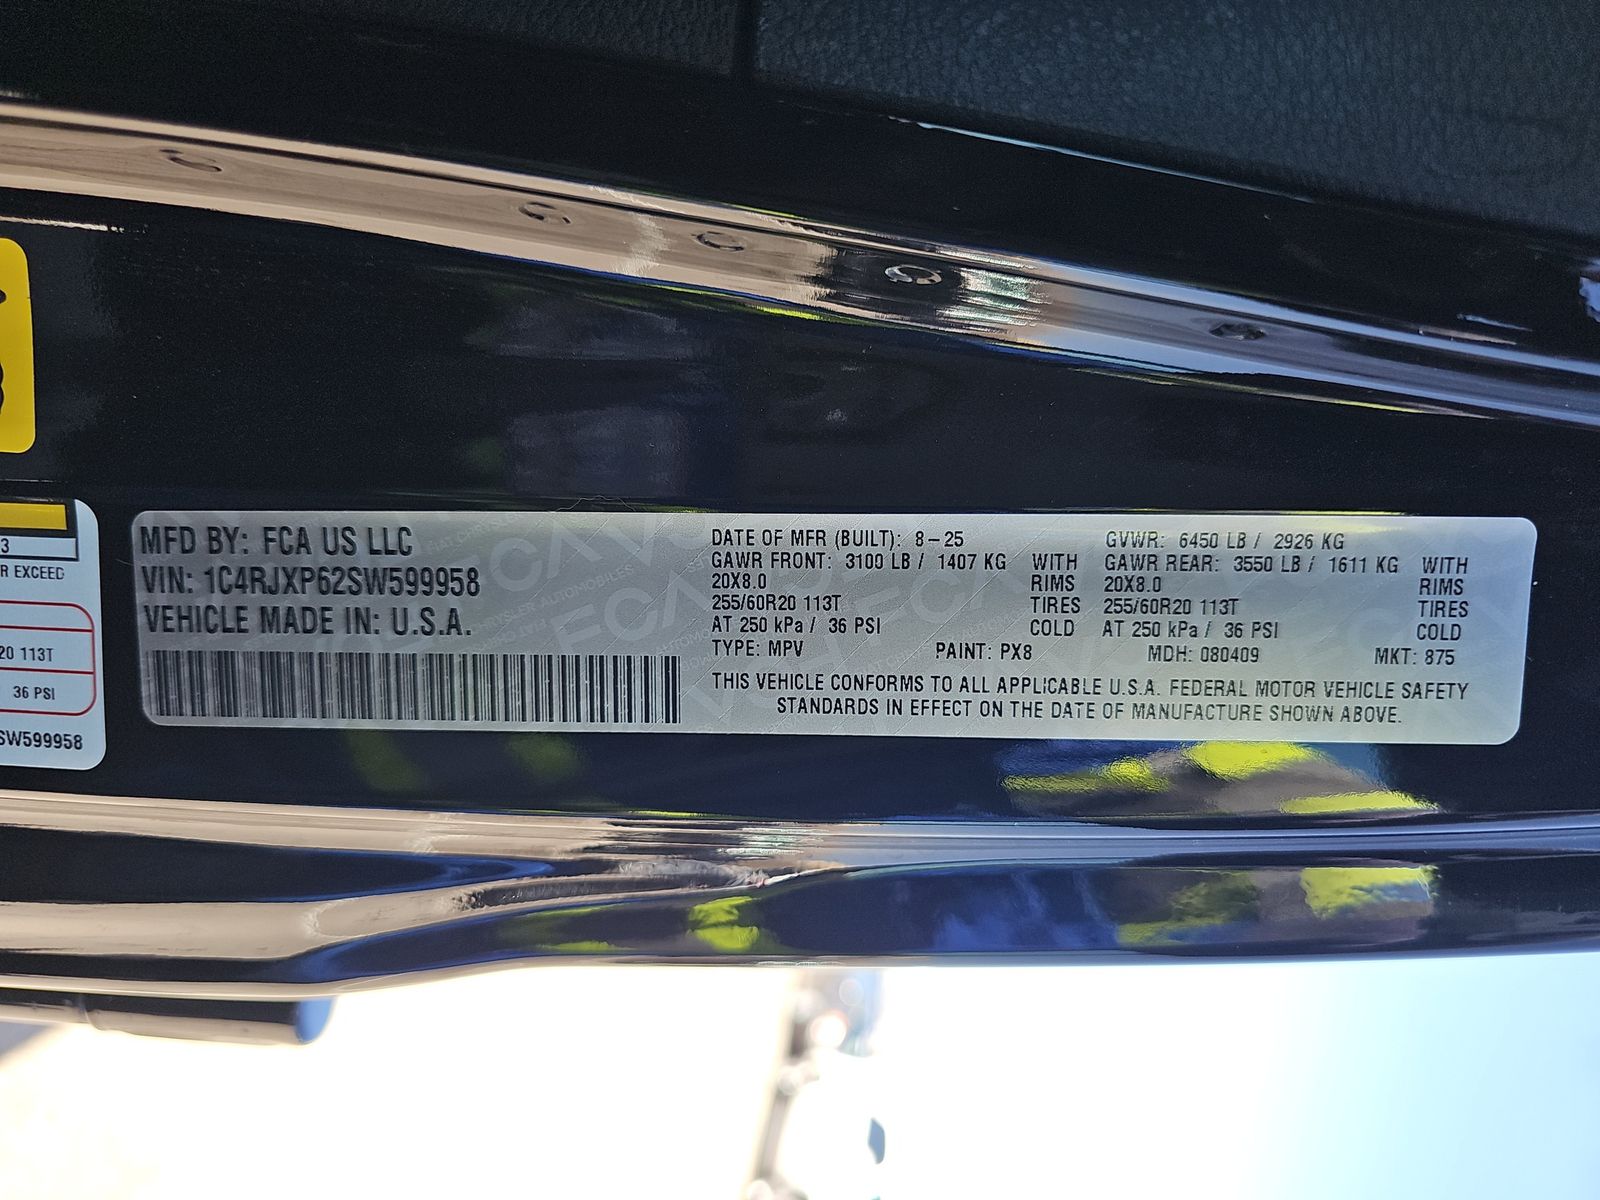 3
R EXCEED
20 113T
36 PSI
SW599958
MFD BY: FCA US LLC
VIN: 1C4RJXP62SW599958
VEHICLE MADE IN: U.S.A.
DATE OF MFR (BUILT): 8-25 GVWR: 6450 LB / 2926 KG
GAWR FRONT: 3100 LB / 1407 KG WITH GAWR REAR: 3550 LB / 1611 KG WITH
20X8.0 RIMS 20X8.0 RIMS
255/60R20 113T TIRES 255/60R20 113T TIRES
AT 250 kPa / 36 PSI COLD AT 250 kPa / 36 PSI COLD
TYPE: MPV PAINT: PX8 MDH: 080409 MKT: 875
THIS VEHICLE CONFORMS TO ALL APPLICABLE U.S.A. FEDERAL MOTOR VEHICLE SAFETY
STANDARDS IN EFFECT ON THE DATE OF MANUFACTURE SHOWN ABOVE.